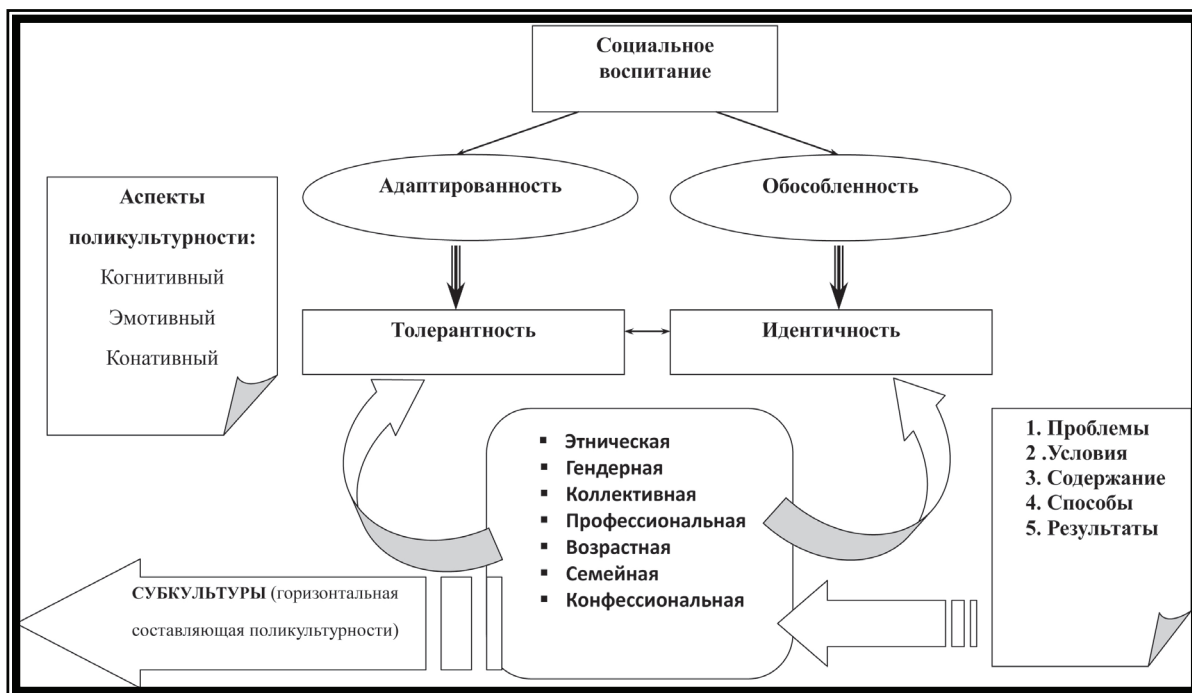 Социальное
воспитание
Адаптированность
Обособленность
Аспекты
поликультурности:
Когнитивный
Эмотивный
Конативный
Толерантность
Идентичность
▪ Этническая
▪ Гендерная
▪ Коллективная
▪ Профессиональная
▪ Возрастная
▪ Семейная
▪ Конфессиональная
1. Проблемы
2 .Условия
3. Содержание
4. Способы
5. Результаты
СУБКУЛЬТУРЫ (горизонтальная
составляющая поликультурности)